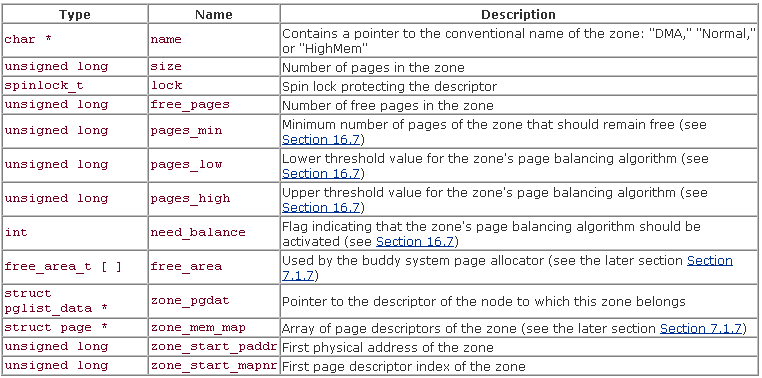 Type Name Description
char * name Contains a pointer to the conventional name of the zone: "DMA," "Normal,"
or "HighMem"
unsigned long size Number of pages in the zone
spinlock_t lock Spin lock protecting the descriptor
unsigned long free_pages Number of free pages in the zone
unsigned long pages_min Minimum number of pages of the zone that should remain free (see
Section 16.7)
unsigned long pages_low Lower threshold value for the zone's page balancing algorithm (see
Section 16.7)
unsigned long pages_high Upper threshold value for the zone's page balancing algorithm (see
Section 16.7)
int need_balance Flag indicating that the zone's page balancing algorithm should be
activated (see Section 16.7)
free_area_t [ ] free_area Used by the buddy system page allocator (see the later section Section
7.1.7)
struct
pglist_data * zone_pgdat Pointer to the descriptor of the node to which this zone belongs
struct page * zone_mem_map Array of page descriptors of the zone (see the later section Section 7.1.7)
unsigned long zone_start_paddr First physical address of the zone
unsigned long zone_start_mapnr First page descriptor index of the zone